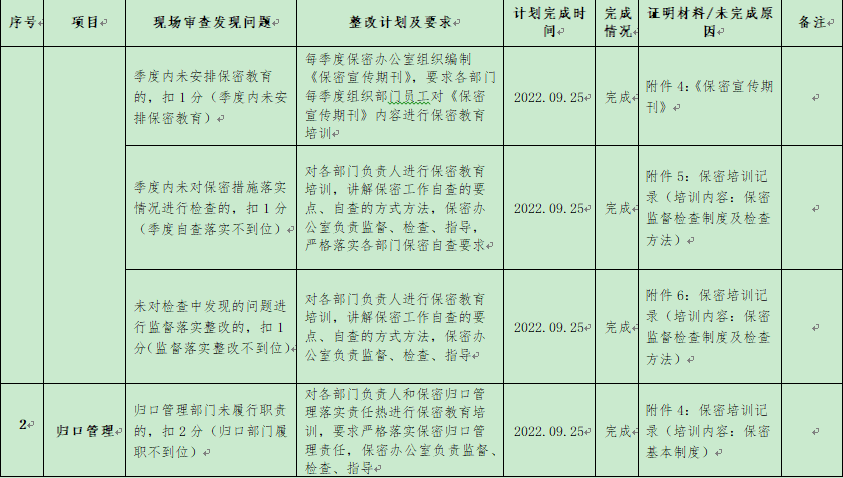 序号 项目 现场审查发现问题 整改计划及要求 计划完成时 完成 证明材料/未完成原 备注
间 情况 因
季度内未安排保密教育
的，扣 1 分（季度内未安
排保密教育）
每季度保密办公室组织编制
《保密宣传期刊》，要求各部门
每季度组织部门员工对《保密
宣传期刊》内容进行保密教育
培训
2022.09.25
完成
附件 4：《保密宣传期
刊》
季度内未对保密措施落实
情况进行检查的，扣 1 分
（季度自查落实不到位）
对各部门负责人进行保密教育
培训，讲解保密工作自查的要
点、自查的方式方法，保密办
公室负责监督、检查、指导，
严格落实各部门保密自查要求
2022.09.25
完成
附件 5：保密培训记
录（培训内容：保密
监督检查制度及检查
方法）
未对检查中发现的问题进
行监督落实整改的，扣 1
分（监督落实整改不到位）
对各部门负责人进行保密教育
培训，讲解保密工作自查的要
点、自查的方式方法，保密办
公室负责监督、检查、指导
2022.09.25
完成
附件 6：保密培训记
录（培训内容：保密
监督检查制度及检查
方法）
2
归口管理
归口管理部门未履行职责
的，扣 2 分（归口部门履
职不到位）
对各部门负责人和保密归口管
理落实责任热进行保密教育培
训，要求严格落实保密归口管
理责任，保密办公室负责监督、
检查、指导
2022.09.25
完成
附件 4：保密培训记
录（培训内容：保密
基本制度）